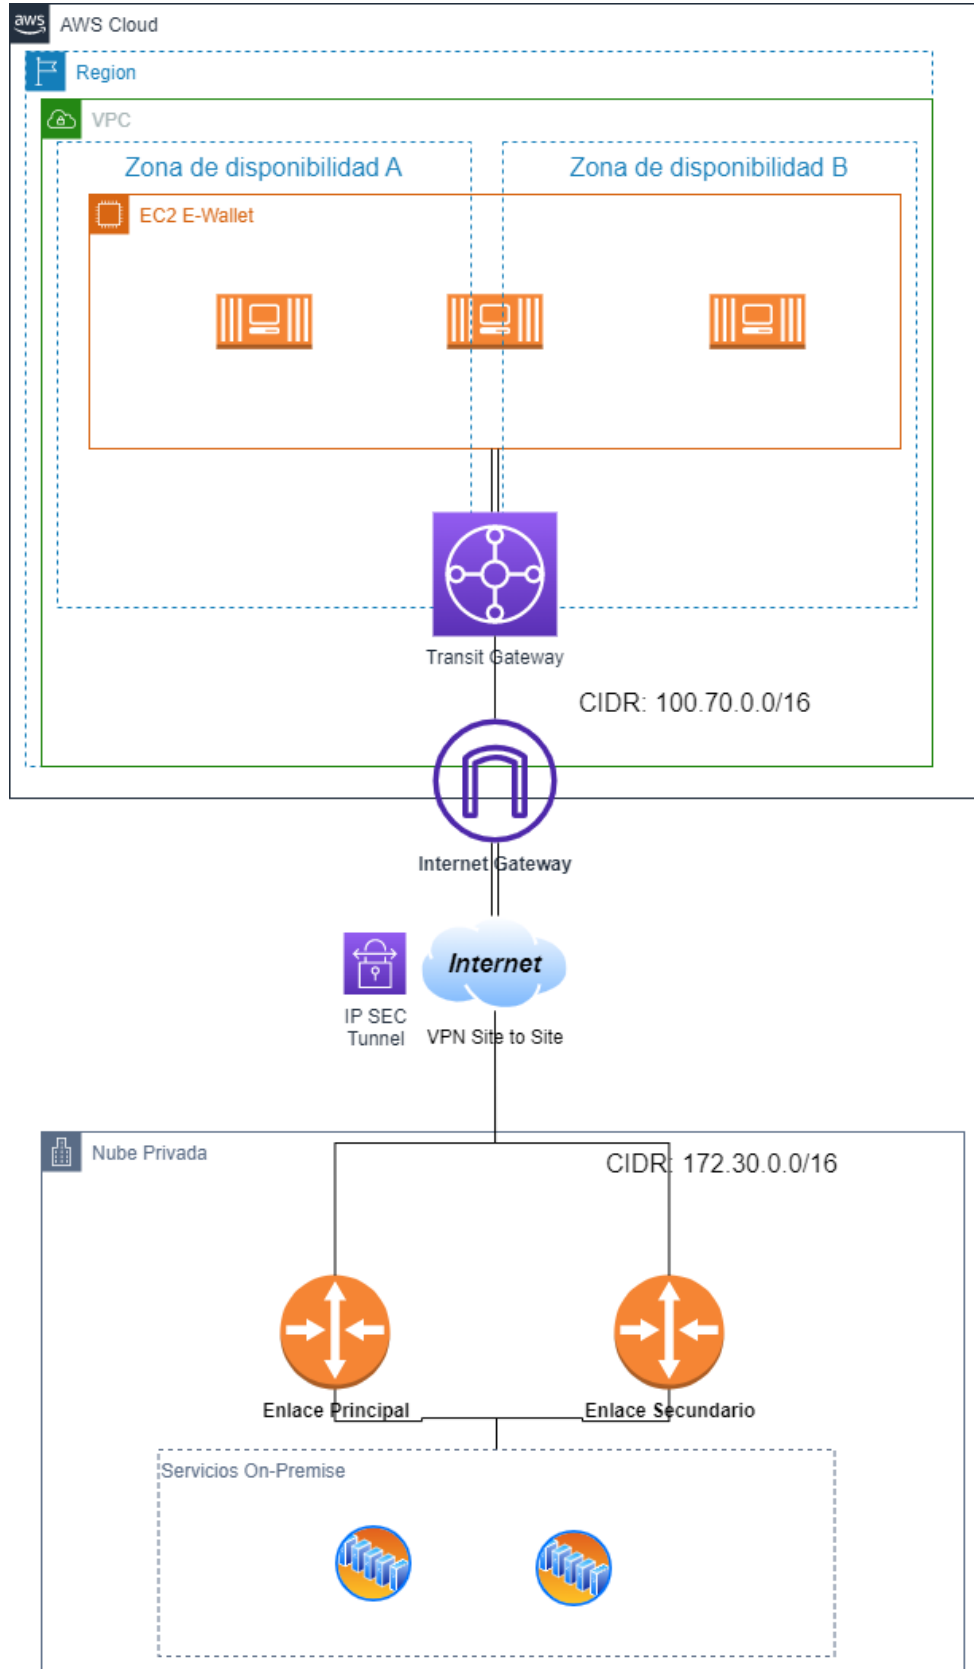 aws
AWS Cloud
Region
VPC
Zona de disponibilidad A
Zona de disponibilidad B
EC2 E-Wallet
Transit Gateway
CIDR: 100.70.0.0/16
Internet Gateway
Internet
IP SEC
Tunnel
VPN Site to Site
Nube Privada
CIDR: 172.30.0.0/16
Enlace Principal
Enlace Secundario
Servicios On-Premise